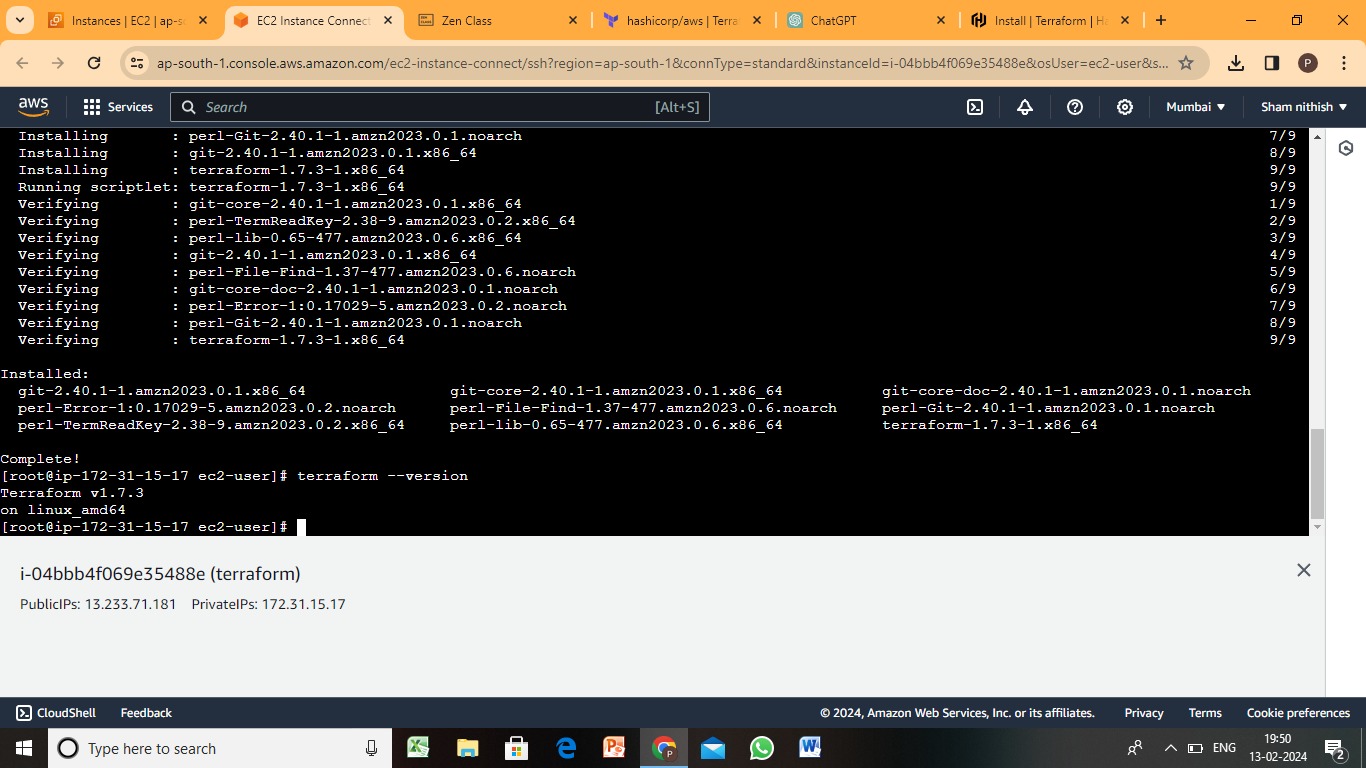 Instances | EC2 | ap-s
EC2 Instance Connect
Zen Class
hashicorp/aws | Terra
ChatGPT
Install | Terraform | H
ap-south-1.console.aws.amazon.com/ec2-instance-connect/ssh?region=ap-south-1&connType=standard&instanceId=i-04bbb4f069e35488e&osUser=ec2-user&s...
P
aws
Services
Search
[Alt+S]
Mumbai
Sham nithish
Installing : perl-Git-2.40.1-1.amzn2023.0.1.noarch 7/9
Installing : git-2.40.1-1.amzn2023.0.1.x86_64 8/9
Installing : terraform-1.7.3-1.x86_64 9/9
Running scriptlet: terraform-1.7.3-1.x86_64 9/9
Verifying : git-core-2.40.1-1.amzn2023.0.1.x86_64 1/9
Verifying : perl-TermReadKey-2.38-9.amzn2023.0.2.x86_64 2/9
Verifying : perl-lib-0.65-477.amzn2023.0.6.x86_64 3/9
Verifying : git-2.40.1-1.amzn2023.0.1.x86_64 4/9
Verifying : perl-File-Find-1.37-477.amzn2023.0.6.noarch 5/9
Verifying : git-core-doc-2.40.1-1.amzn2023.0.1.noarch 6/9
Verifying : perl-Error-1:0.17029-5.amzn2023.0.2.noarch 7/9
Verifying : perl-Git-2.40.1-1.amzn2023.0.1.noarch 8/9
Verifying : terraform-1.7.3-1.x86_64 9/9
Installed:
git-2.40.1-1.amzn2023.0.1.x86_64 git-core-2.40.1-1.amzn2023.0.1.x86_64 git-core-doc-2.40.1-1.amzn2023.0.1.noarch
perl-Error-1:0.17029-5.amzn2023.0.2.noarch perl-File-Find-1.37-477.amzn2023.0.6.noarch perl-Git-2.40.1-1.amzn2023.0.1.noarch
perl-TermReadKey-2.38-9.amzn2023.0.2.x86_64 perl-lib-0.65-477.amzn2023.0.6.x86_64 terraform-1.7.3-1.x86_64
Complete!
[root@ip-172-31-15-17 ec2-user]# terraform --version
Terraform v1.7.3
on linux_amd64
[root@ip-172-31-15-17 ec2-user]#
i-04bbb4f069e35488e (terraform)
PublicIPs: 13.233.71.181 PrivateIPs: 172.31.15.17
CloudShell
Feedback
© 2024, Amazon Web Services, Inc. or its affiliates.
Privacy
Terms
Cookie preferences
Type here to search
ENG
19:50
13-02-2024
2